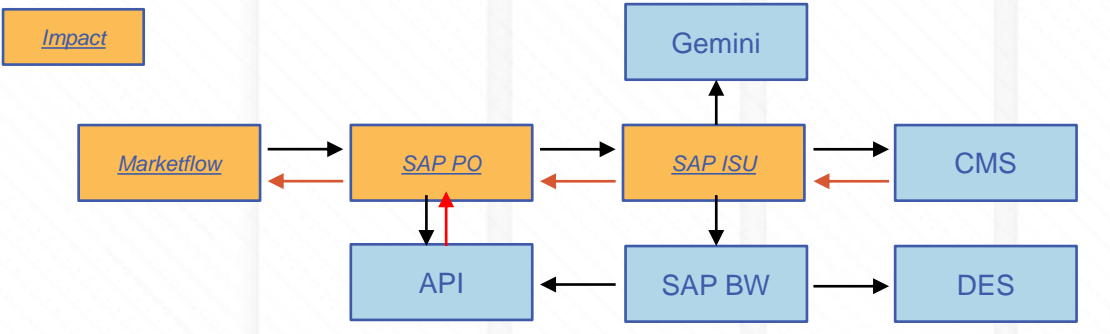 Impact
Gemini
Marketflow
SAP PO
SAP ISU
CMS
API
SAP BW
DES